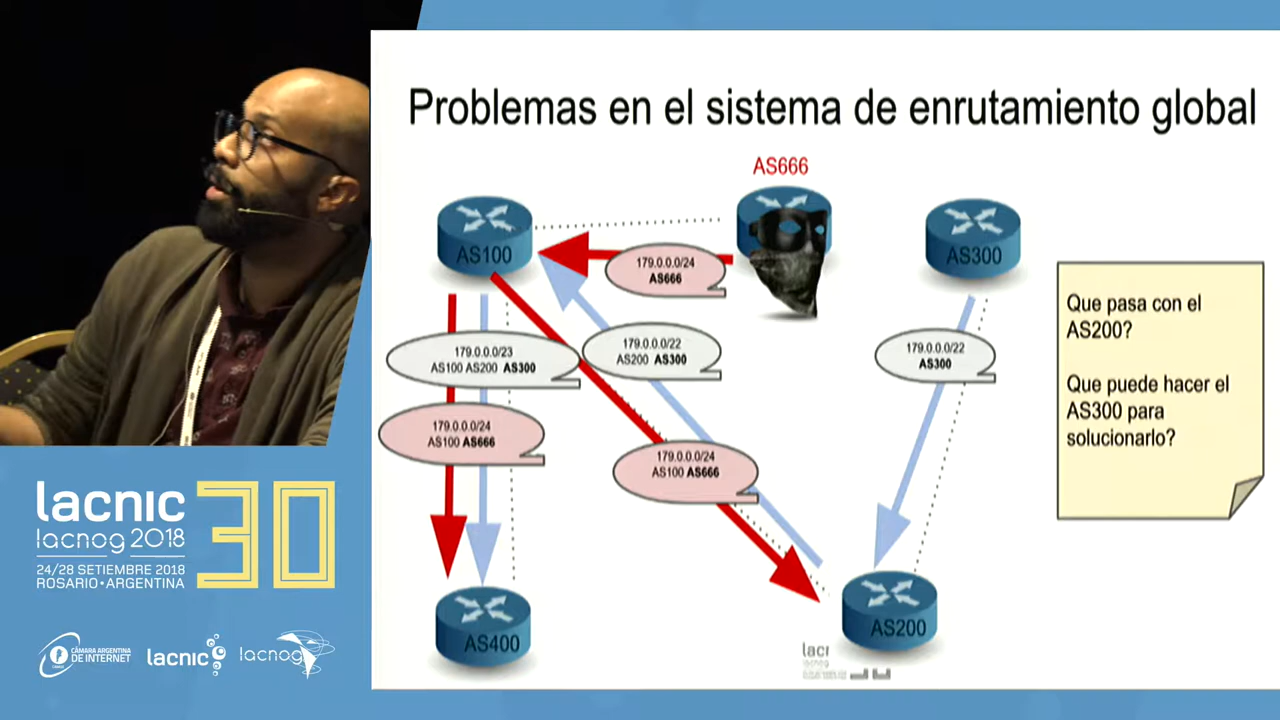 Problemas en el sistema de enrutamiento global
AS666
AS100
AS300
179.0.0.0/24
AS666
179.0.0.0/23
AS100 AS200 AS300
179.0.0.0/22
AS200 AS300
179.0.0.0/22
AS300
179.0.0.0/24
AS100 AS666
179.0.0.0/24
AS100 AS666
AS400
AS200
Que pasa con el
AS200?
Que puede hacer el
AS300 para
solucionarlo?
lacnic 30
lacnog 2018
24/28 SETIEMBRE 2018
ROSARIO • ARGENTINA
CÁMARA ARGENTINA
DE INTERNET
lacnic
lacnog